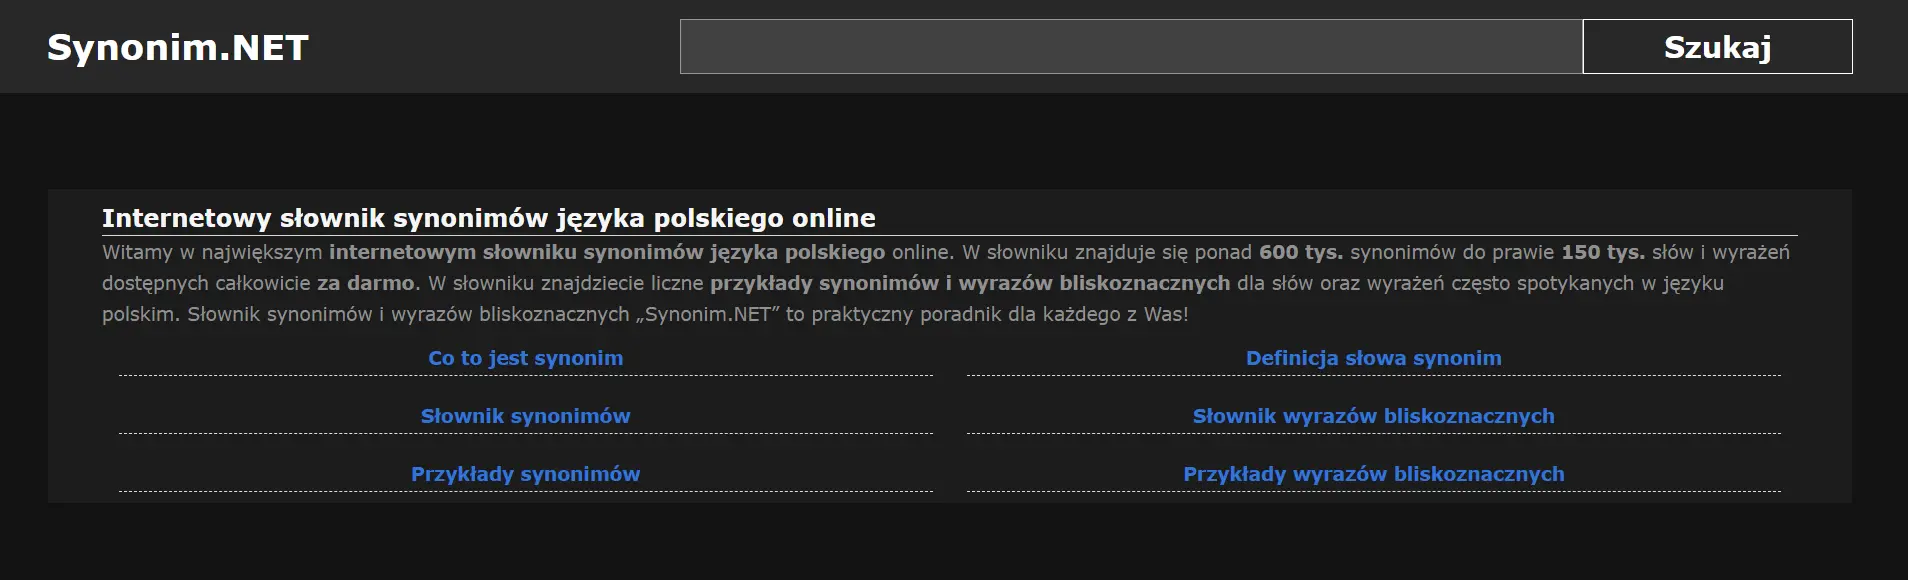 Synonim.NET
Szukaj
Internetowy słownik synonimów języka polskiego online
Witamy w największym internetowym słowniku synonimów języka polskiego online. W słowniku znajduje się ponad 600 tys. synonimów do prawie 150 tys. słów i wyrażeń
dostępnych całkowicie za darmo. W słowniku znajdziecie liczne przykłady synonimów i wyrazów bliskoznacznych dla słów oraz wyrażeń często spotykanych w języku
polskim. Słownik synonimów i wyrazów bliskoznacznych „Synonim.NET” to praktyczny poradnik dla każdego z Was!
Co to jest synonim
Definicja słowa synonim
Słownik synonimów
Słownik wyrazów bliskoznacznych
Przykłady synonimów
Przykłady wyrazów bliskoznacznych